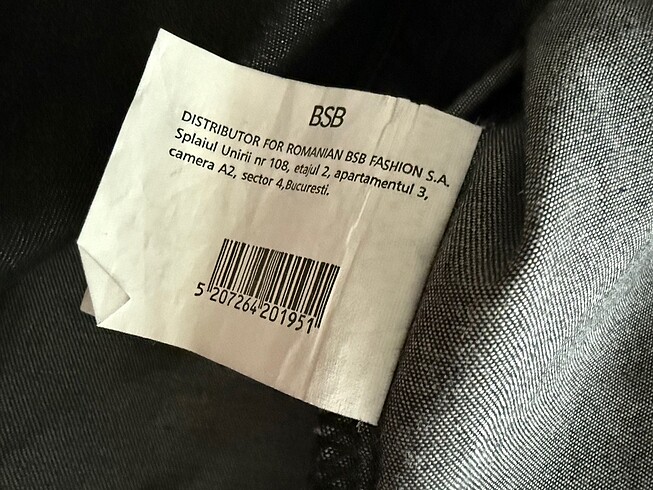 BSB
DISTRIBUTOR FOR ROMANIAN BSB FASHION S.A.
Splaiul Unirii nr 108, etajul 2, apartamentul 3,
camera A2, sector 4,Bucuresti.
5 207264 201951